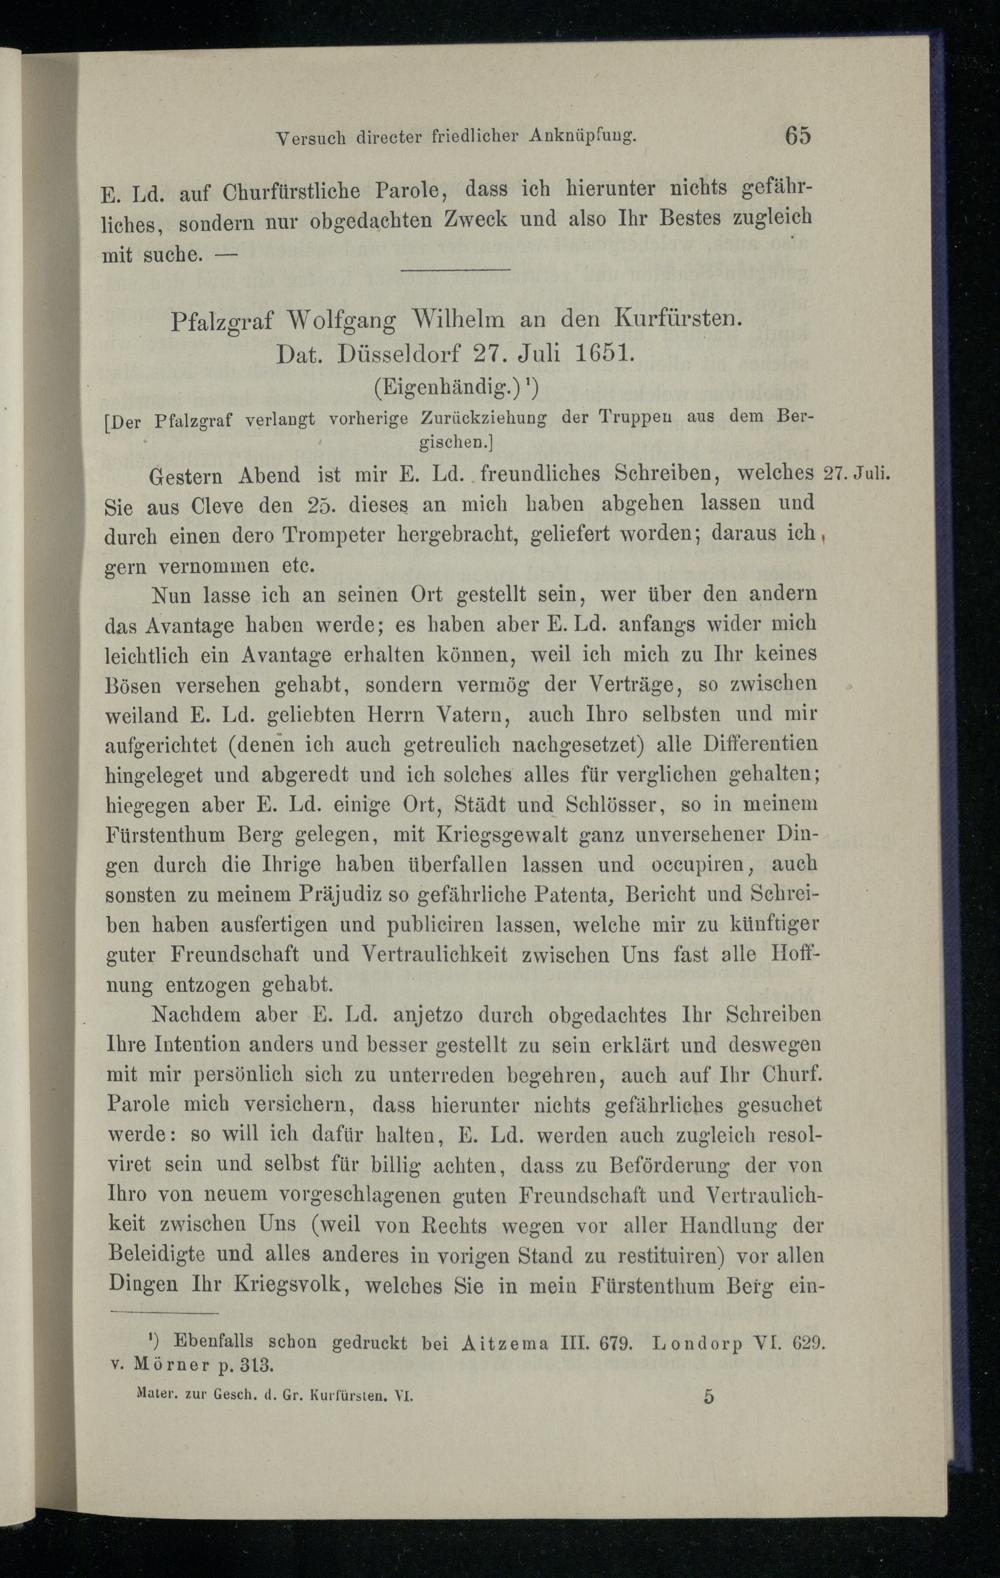 Versuch directer friedlicher Anknüpfung. 65
E. Ld. auf Churfürstliche Parole, dass ich hierunter nichts gefähr-
liches, sondern nur obgedachten Zweck und also Ihr Bestes zugleich
mit suche. —
Pfalzgraf Wolfgang Wilhelm an den Kurfürsten.
Dat. Düsseldorf 27. Juli 1651.
(Eigenhändig.) ¹)
[Der Pfalzgraf verlangt vorherige Zurückziehung der Truppen aus dem Ber-
gischen.]
Gestern Abend ist mir E. Ld. freundliches Schreiben, welches 27. Juli.
Sie aus Cleve den 25. dieses an mich haben abgehen lassen und
durch einen dero Trompeter hergebracht, geliefert worden; daraus ich
gern vernommen etc.
Nun lasse ich an seinen Ort gestellt sein, wer über den andern
das Avantage haben werde; es haben aber E. Ld. anfangs wider mich
leichtlich ein Avantage erhalten können, weil ich mich zu Ihr keines
Bösen versehen gehabt, sondern vermög der Verträge, so zwischen
weiland E. Ld. geliebten Herrn Vatern, auch Ihro selbsten und mir
aufgerichtet (denen ich auch getreulich nachgesetzet) alle Differentien
hingeleget und abgeredt und ich solches alles für verglichen gehalten;
hiegegen aber E. Ld. einige Ort, Städt und Schlösser, so in meinem
Fürstenthum Berg gelegen, mit Kriegsgewalt ganz unversehener Din-
gen durch die Ihrige haben überfallen lassen und occupiren, auch
sonsten zu meinem Präjudiz so gefährliche Patenta, Bericht und Schrei-
ben haben ausfertigen und publiciren lassen, welche mir zu künftiger
guter Freundschaft und Vertraulichkeit zwischen Uns fast alle Hoff-
nung entzogen gehabt.
Nachdem aber E. Ld. anjetzo durch obgedachtes Ihr Schreiben
Ihre Intention anders und besser gestellt zu sein erklärt und deswegen
mit mir persönlich sich zu unterreden begehren, auch auf Ihr Churf.
Parole mich versichern, dass hierunter nichts gefährliches gesuchet
werde: so will ich dafür halten, E. Ld. werden auch zugleich resol-
viret sein und selbst für billig achten, dass zu Beförderung der von
Ihro von neuem vorgeschlagenen guten Freundschaft und Vertraulich-
keit zwischen Uns (weil von Rechts wegen vor aller Handlung der
Beleidigte und alles anderes in vorigen Stand zu restituiren) vor allen
Dingen Ihr Kriegsvolk, welches Sie in mein Fürstenthum Berg ein-
¹) Ebenfalls schon gedruckt bei Aitzema III. 679. Londorp VI. 629.
v. Mörner p. 313.
Mater. zur Gesch. d. Gr. Kurfürsten. VI. 5